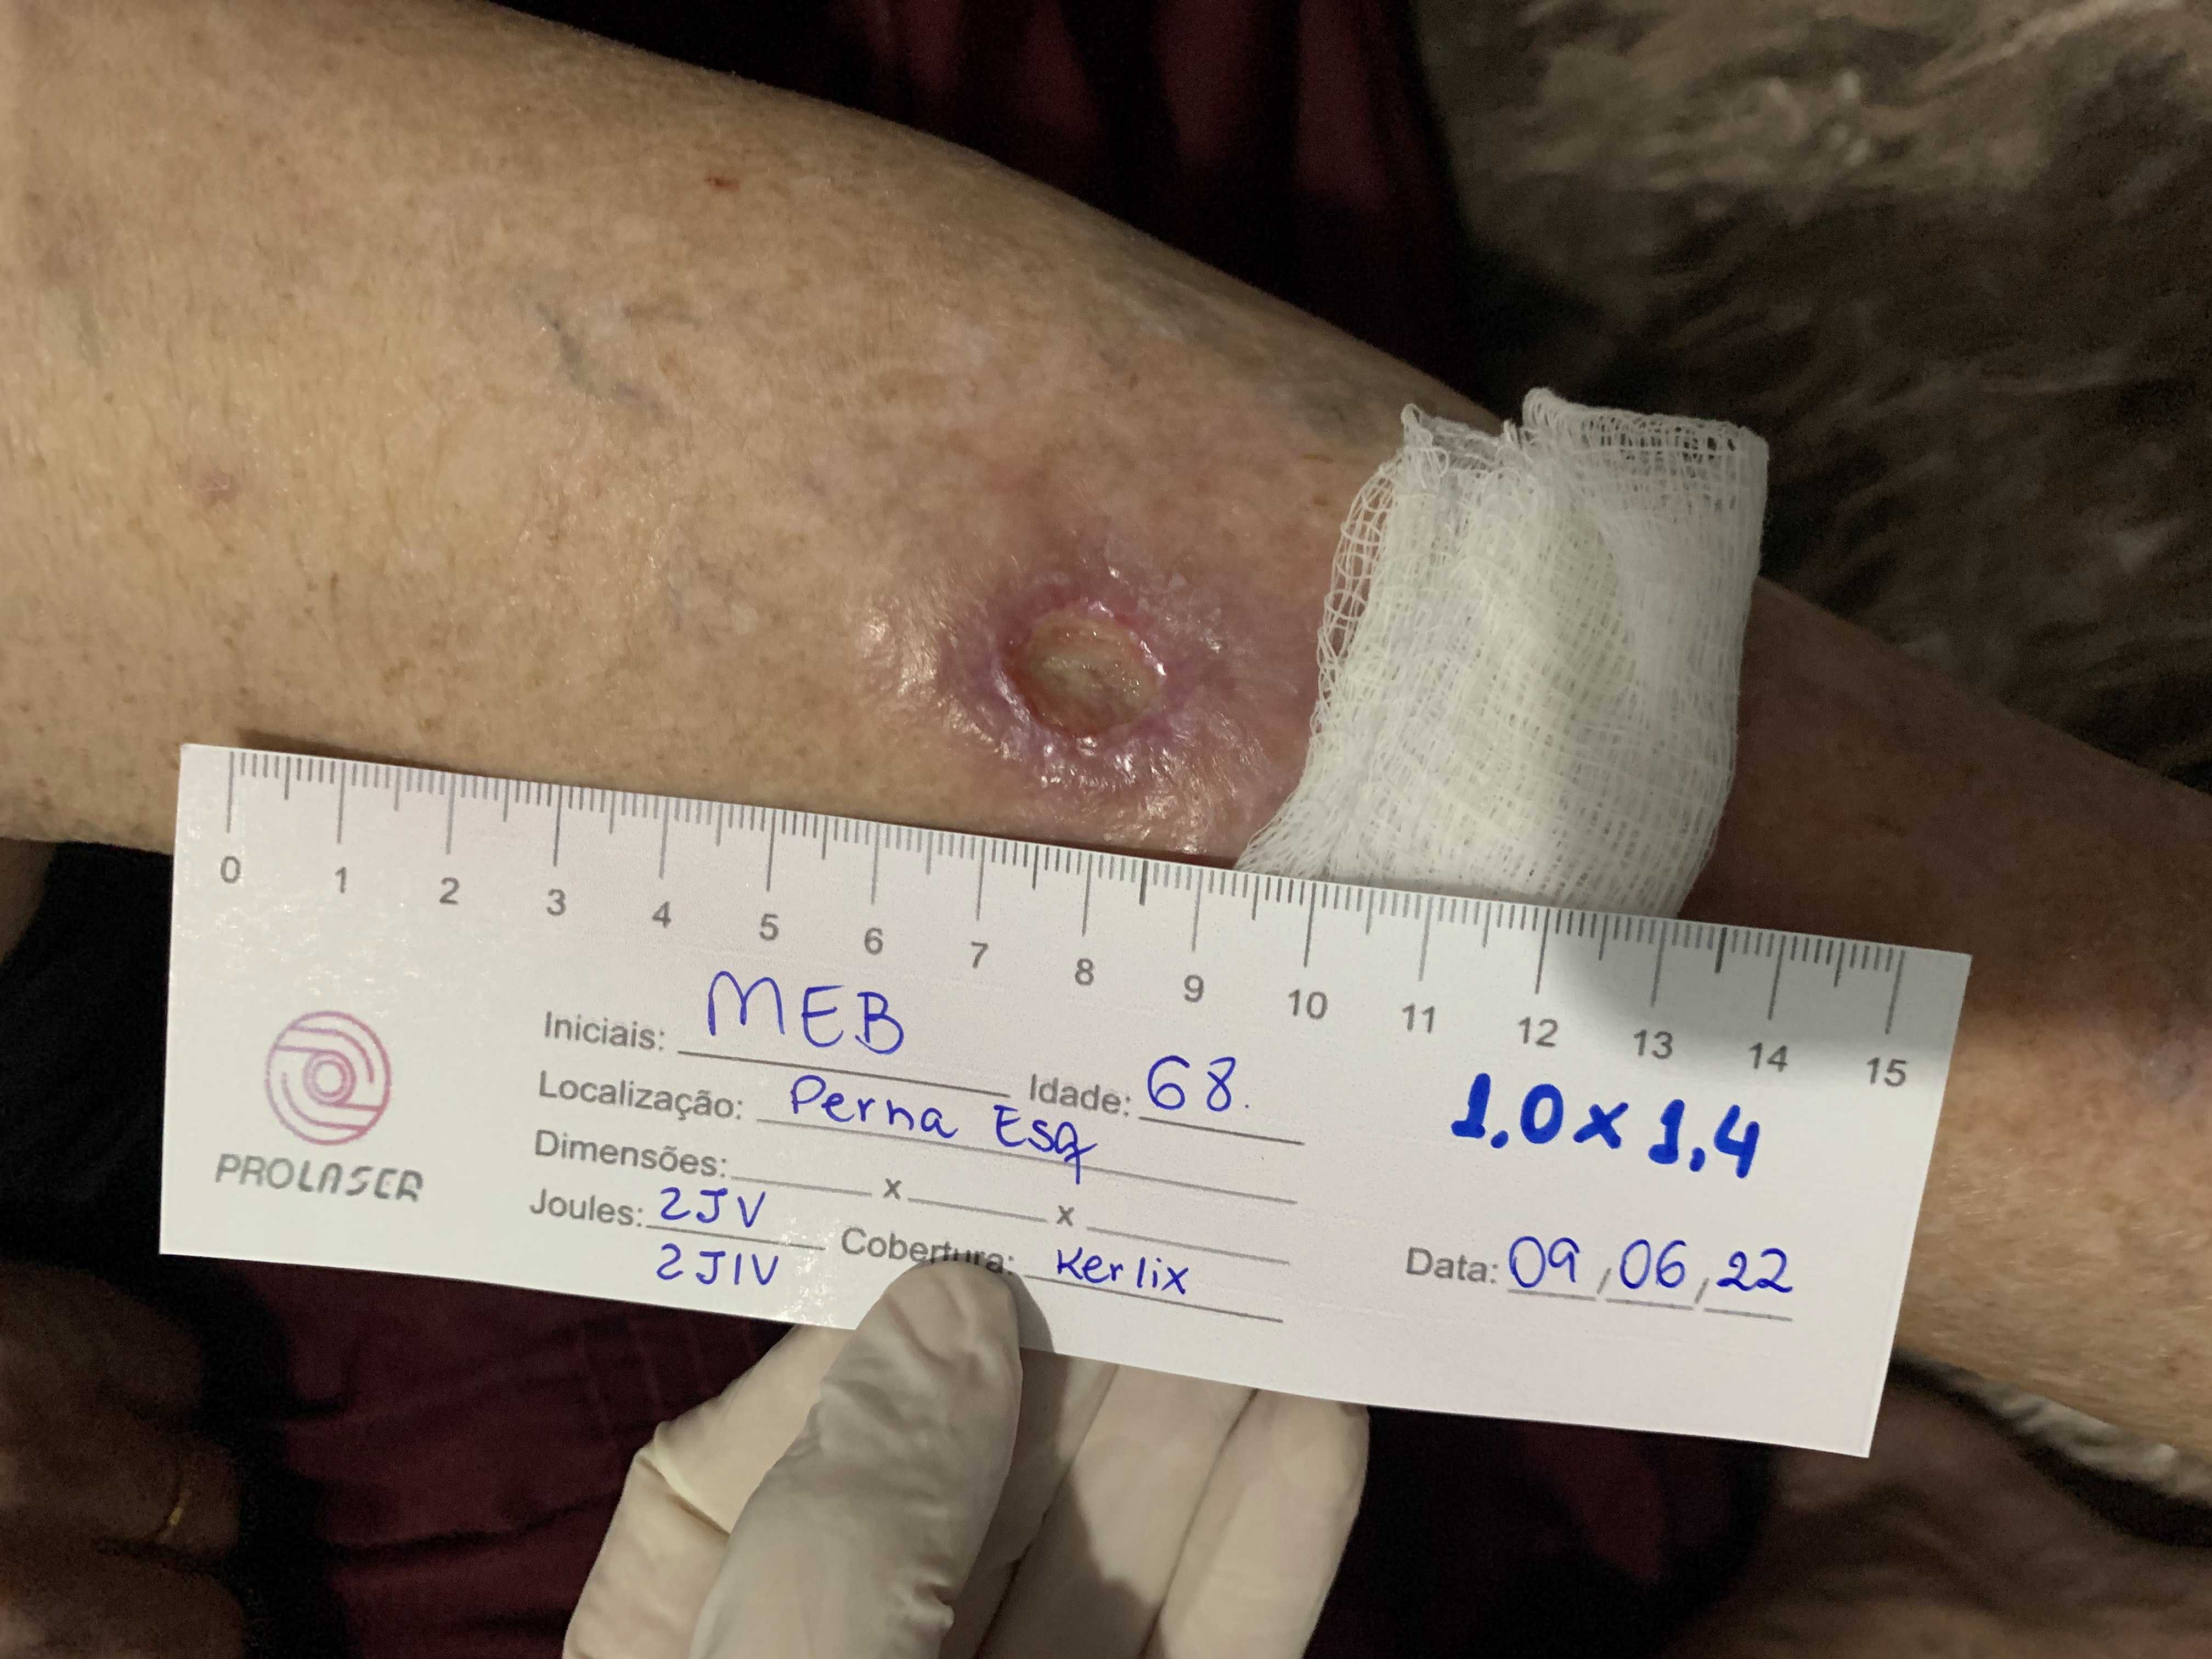 0 1 2 3 4 5 6 7 8 9 10 11 12 13 14 15
Iniciais: MEB Idade: 68.
Localização: Perna Esq
Dimensões: x x
1.0 x 1.4
Joules: 2JV Cobertura: Kerlix
2JIV
Data: 09/06/22
PROLASER